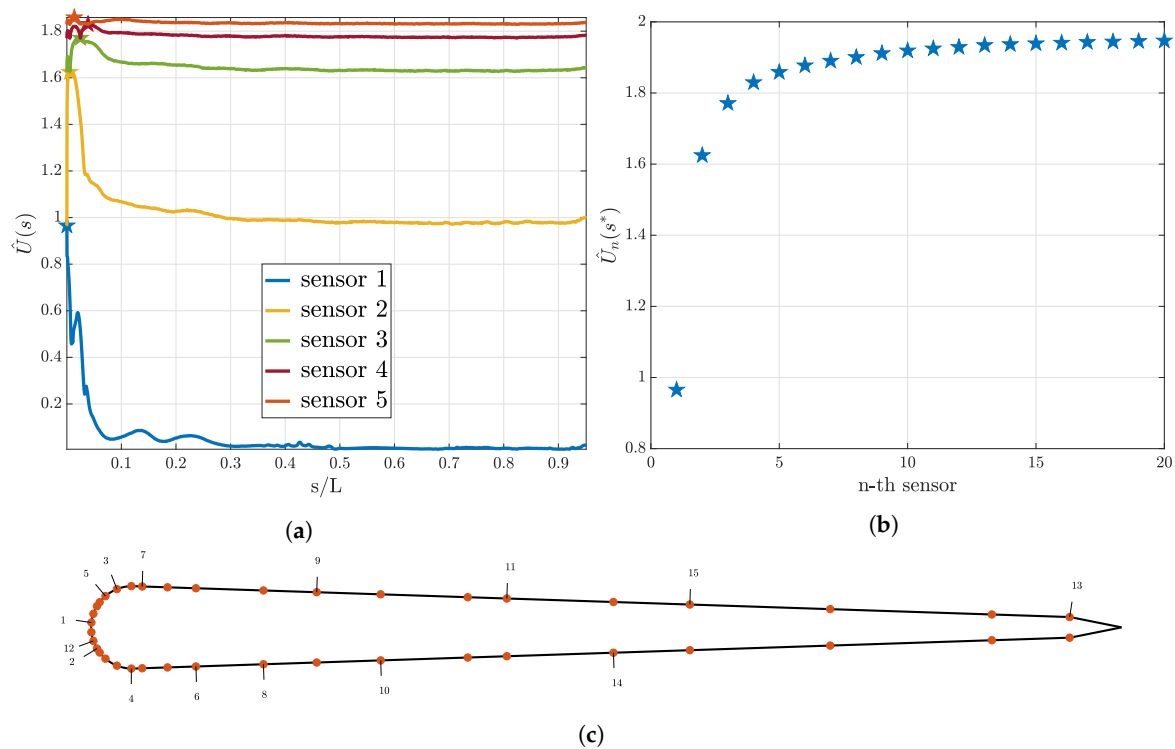 1.8
1.6
1.4
1.2
1
0.8
0.6
0.4
0.2
Û(s)
0.1 0.2 0.3 0.4 0.5 0.6 0.7 0.8 0.9
s/L
sensor 1
sensor 2
sensor 3
sensor 4
sensor 5
(a)
2
1.8
1.6
1.4
1.2
1
0.8
Û_n(s*)
0 5 10 15 20
n-th sensor
(b)
5 3 7 9 11 15 13
1
12
2
4 6 8 10 14
(c)